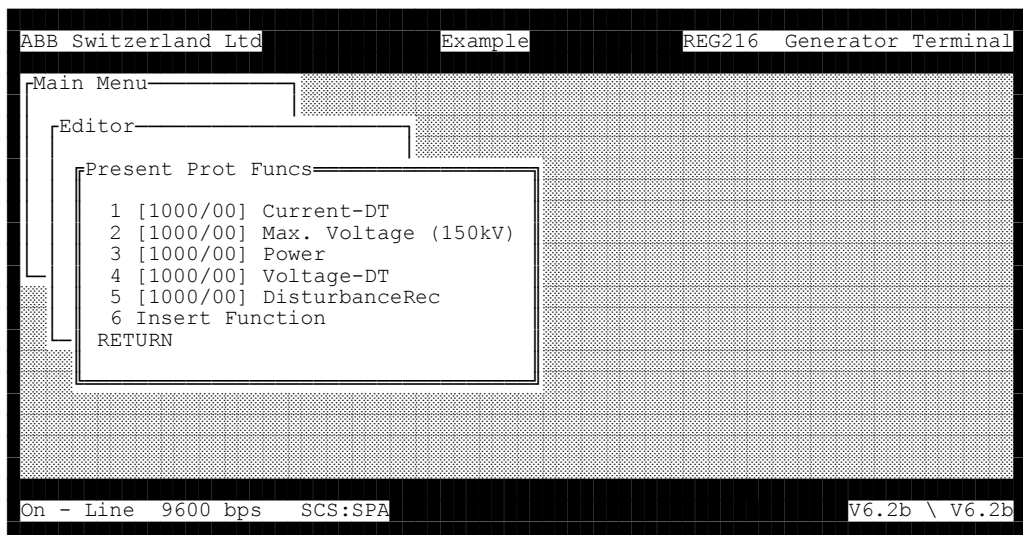 ABB Switzerland Ltd Example REG216 Generator Terminal
Main Menu
Editor
Present Prot Funcs
1 [1000/00] Current-DT
2 [1000/00] Max. Voltage (150kV)
3 [1000/00] Power
4 [1000/00] Voltage-DT
5 [1000/00] DisturbanceRec
6 Insert Function
RETURN
On - Line 9600 bps SCS:SPA V6.2b \ V6.2b